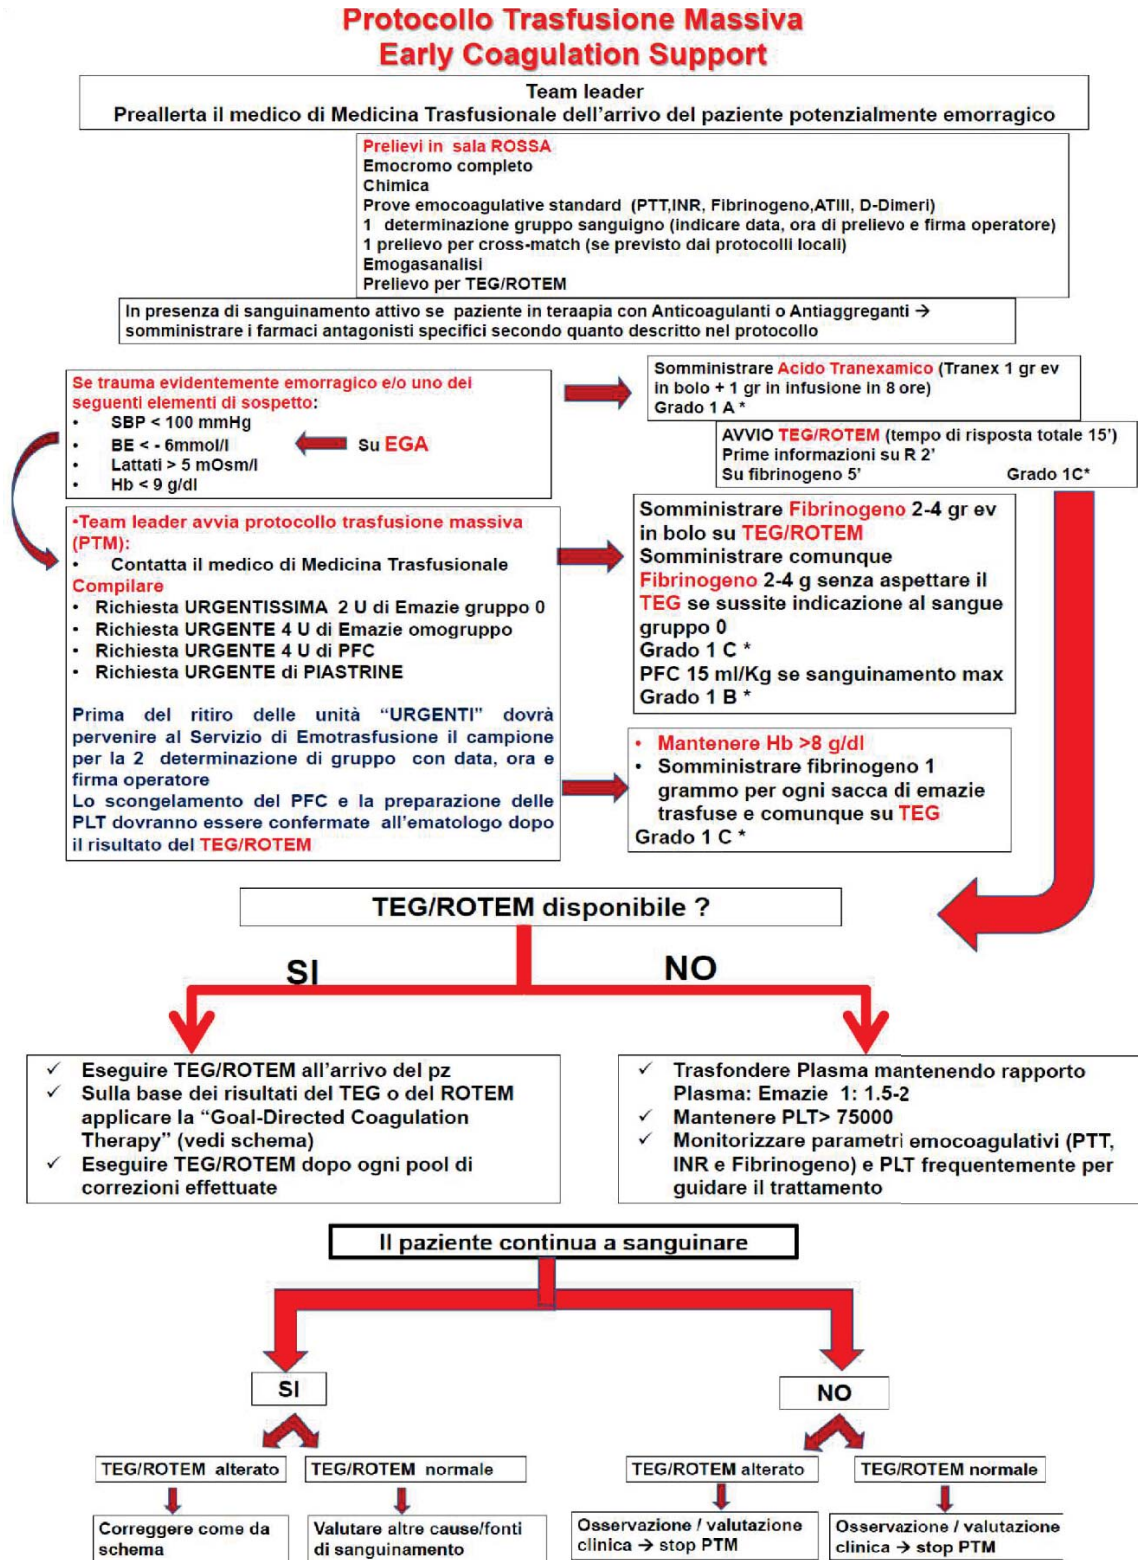 Protocollo Trasfusione Massiva
Early Coagulation Support
Team leader
Preallerta il medico di Medicina Trasfusionale dell'arrivo del paziente potenzialmente emorragico
Prelievi in sala ROSSA
Emocromo completo
Chimica
Prove emocoagulative standard (PTT,INR, Fibrinogeno,ATIII, D-Dimeri)
1 determinazione gruppo sanguigno (indicare data, ora di prelievo e firma operatore)
1 prelievo per cross-match (se previsto dai protocolli locali)
Emogasanalisi
Prelievo per TEG/ROTEM
In presenza di sanguinamento attivo se paziente in teraapia con Anticoagulanti o Antiaggreganti →
somministrare i farmaci antagonisti specifici secondo quanto descritto nel protocollo
Se trauma evidentemente emorragico e/o uno dei
seguenti elementi di sospetto:
• SBP < 100 mmHg
• BE < - 6mmol/l
Su EGA
• Lattati > 5 mOsm/l
• Hb < 9 g/dl
Somministrare Acido Tranexamico (Tranex 1 gr ev
in bolo + 1 gr in infusione in 8 ore)
Grado 1 A *
AVVIO TEG/ROTEM (tempo di risposta totale 15')
Prime informazioni su R 2'
Su fibrinogeno 5' Grado 1C*
•Team leader avvia protocollo trasfusione massiva
(PTM):
• Contatta il medico di Medicina Trasfusionale
Compilare
• Richiesta URGENTISSIMA 2 U di Emazie gruppo 0
• Richiesta URGENTE 4 U di Emazie omogruppo
• Richiesta URGENTE 4 U di PFC
• Richiesta URGENTE di PIASTRINE
Prima del ritiro delle unità "URGENTI" dovrà
pervenire al Servizio di Emotrasfusione il campione
per la 2 determinazione di gruppo con data, ora e
firma operatore
Lo scongelamento del PFC e la preparazione delle
PLT dovranno essere confermate all'ematologo dopo
il risultato del TEG/ROTEM
Somministrare Fibrinogeno 2-4 gr ev
in bolo su TEG/ROTEM
Somministrare comunque
Fibrinogeno 2-4 g senza aspettare il
TEG se sussite indicazione al sangue
gruppo 0
Grado 1 C *
PFC 15 ml/Kg se sanguinamento max
Grado 1 B *
• Mantenere Hb >8 g/dl
• Somministrare fibrinogeno 1
grammo per ogni sacca di emazie
trasfuse e comunque su TEG
Grado 1 C *
TEG/ROTEM disponibile ?
SI
NO
✓ Eseguire TEG/ROTEM all'arrivo del pz
✓ Sulla base dei risultati del TEG o del ROTEM
applicare la "Goal-Directed Coagulation
Therapy" (vedi schema)
✓ Eseguire TEG/ROTEM dopo ogni pool di
correzioni effettuate
✓ Trasfondere Plasma mantenendo rapporto
Plasma: Emazie 1: 1.5-2
✓ Mantenere PLT> 75000
✓ Monitorizzare parametri emocoagulativi (PTT,
INR e Fibrinogeno) e PLT frequentemente per
guidare il trattamento
Il paziente continua a sanguinare
SI
NO
TEG/ROTEM alterato
TEG/ROTEM normale
TEG/ROTEM alterato
TEG/ROTEM normale
Correggere come da
schema
Valutare altre cause/fonti
di sanguinamento
Osservazione / valutazione
clinica → stop PTM
Osservazione / valutazione
clinica → stop PTM